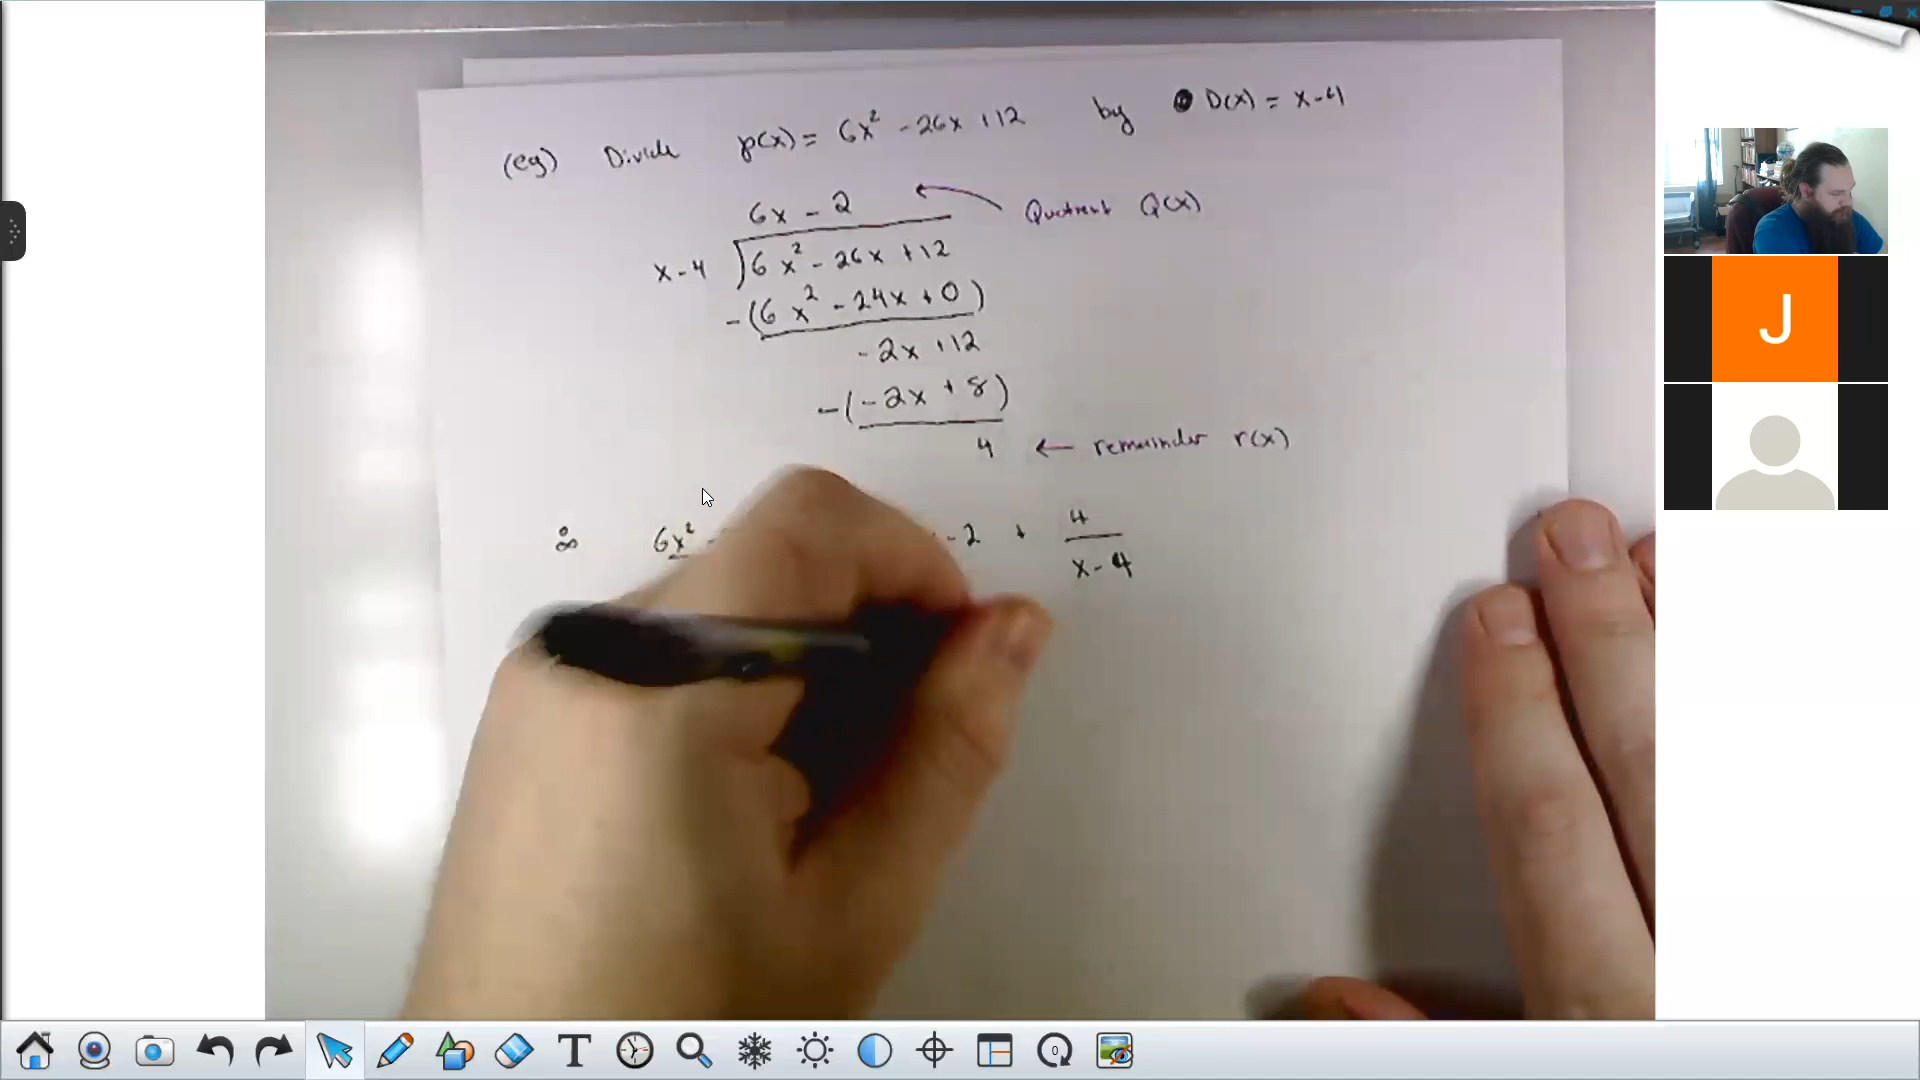 (eg) Divide p(x) = 6x² - 26x + 12 by D(x) = x-4
6x - 2
Quotient Q(x)
x-4 )6x² - 26x + 12
-(6x² - 24x + 0)
-2x + 12
-(-2x + 8)
4 ← remainder r(x)
∴ 6x² - 2 + 4
x-4
J
T
0